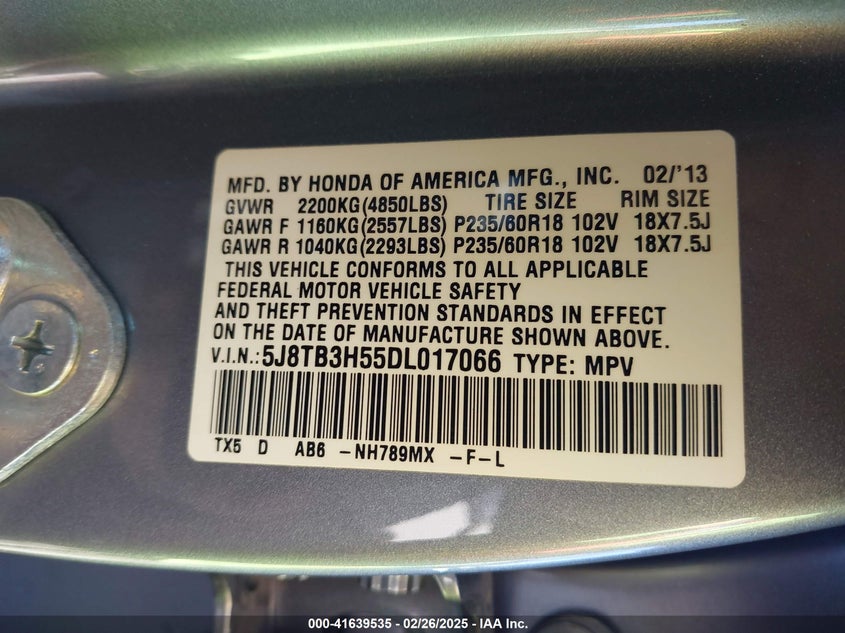 MFD. BY HONDA OF AMERICA MFG., INC. 02/'13
GVWR 2200KG(4850LBS) TIRE SIZE RIM SIZE
GAWR F 1160KG(2557LBS) P235/60R18 102V 18X7.5J
GAWR R 1040KG(2293LBS) P235/60R18 102V 18X7.5J
THIS VEHICLE CONFORMS TO ALL APPLICABLE
FEDERAL MOTOR VEHICLE SAFETY
AND THEFT PREVENTION STANDARDS IN EFFECT
ON THE DATE OF MANUFACTURE SHOWN ABOVE.
V.I.N.:5J8TB3H55DL017066 TYPE: MPV
TX5 D AB6 -NH789MX -F-L
000-41639535 - 02/26/2025 - IAA Inc.